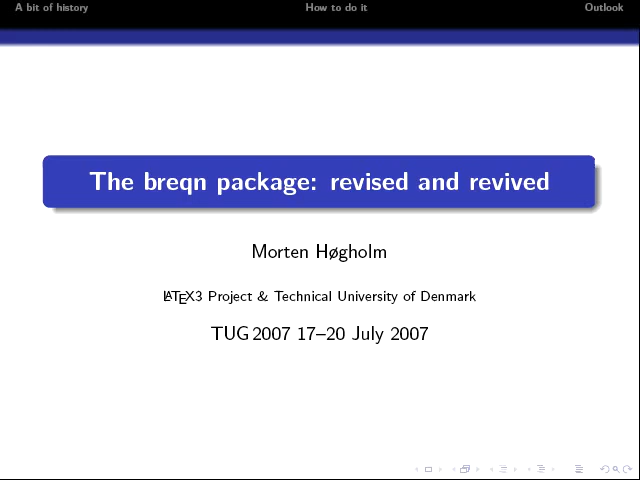 A bit of history How to do it Outlook
The breqn package: revised and revived
Morten Høgholm
LATEX3 Project & Technical University of Denmark
TUG 2007 17–20 July 2007